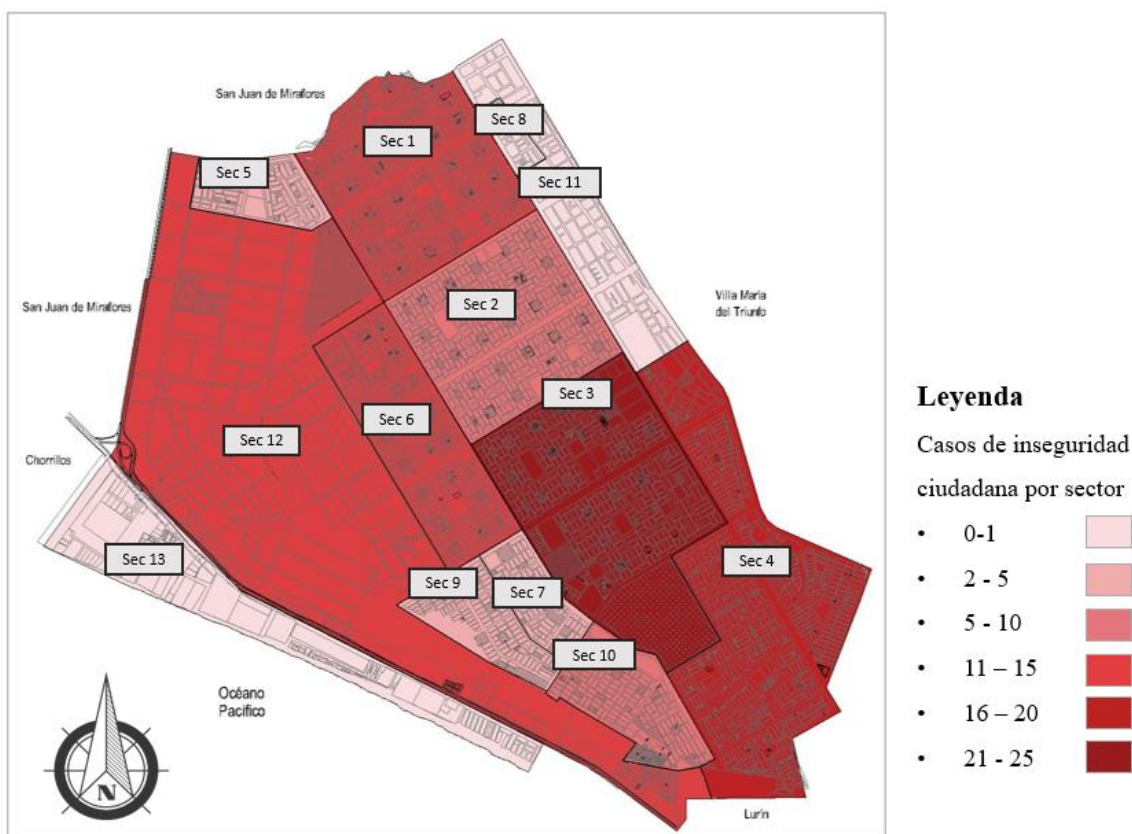 San Juan de Miraflores
Sec 8
Sec 1
Sec 5
Sec 11
San Juan de Miraflores
Sec 2
Villa María
del Triunfo
Sec 3
Sec 6
Sec 12
Chorrillos
Sec 13
Sec 4
Sec 9
Sec 7
Sec 10
Océano
Pacífico
N
Lurín
Leyenda
Casos de inseguridad
ciudadana por sector
• 0-1
• 2 - 5
• 5 - 10
• 11 – 15
• 16 – 20
• 21 - 25